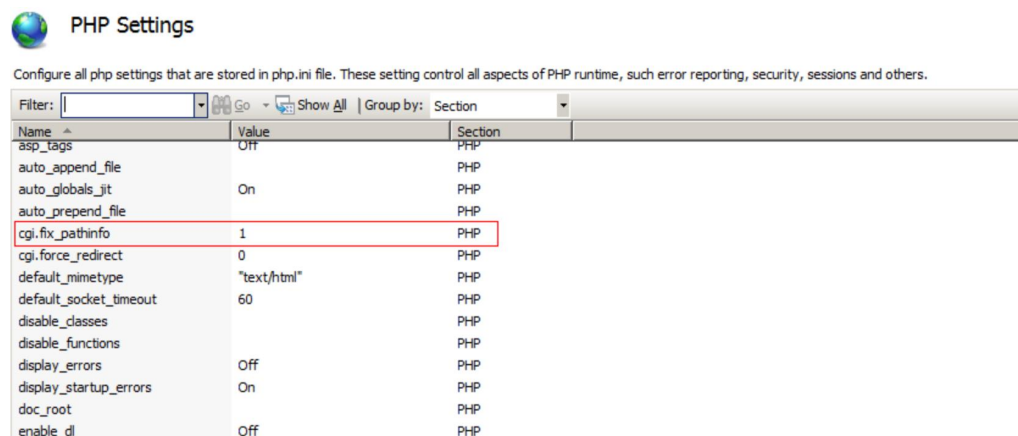 PHP Settings
Configure all php settings that are stored in php.ini file. These setting control all aspects of PHP runtime, such error reporting, security, sessions and others.
Filter: Go Show All Group by: Section
Name Value Section
asp_tags Off PHP
auto_append_file PHP
auto_globals_jit On PHP
auto_prepend_file PHP
cgi.fix_pathinfo 1 PHP
cgi.force_redirect 0 PHP
default_mimetype "text/html" PHP
default_socket_timeout 60 PHP
disable_classes PHP
disable_functions PHP
display_errors Off PHP
display_startup_errors On PHP
doc_root PHP
enable_dl Off PHP